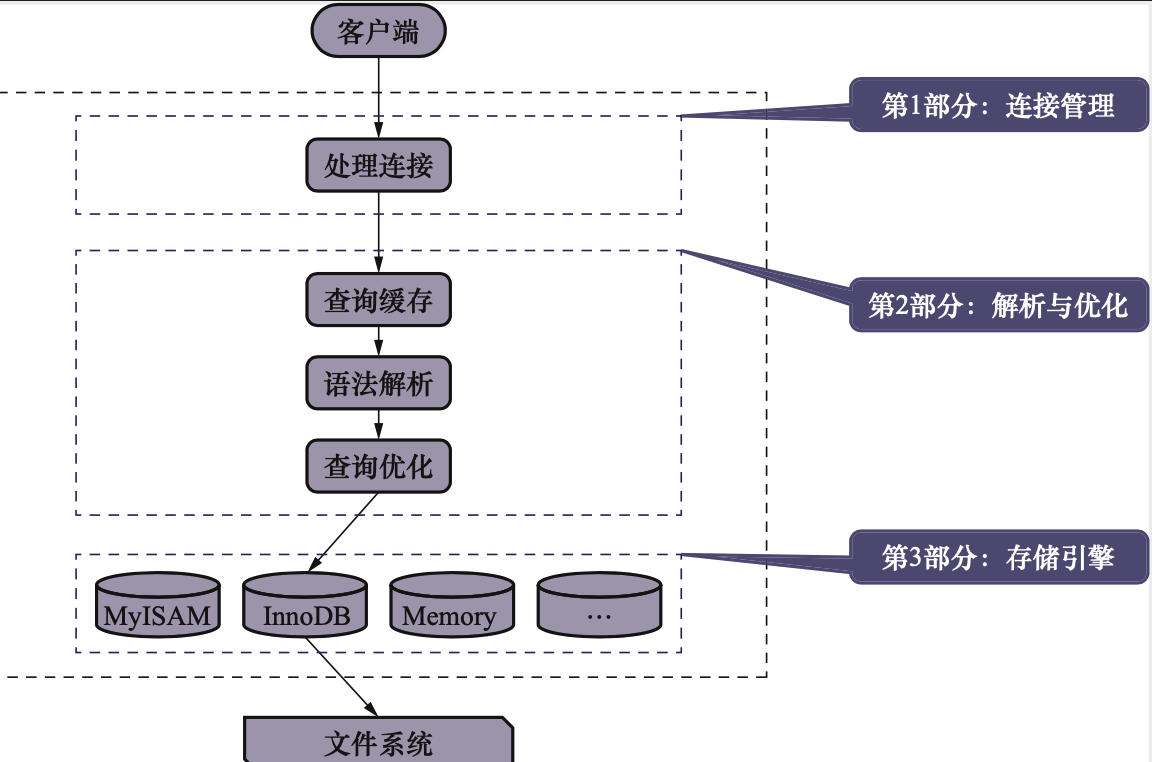 客户端
第1部分：连接管理
处理连接
查询缓存
第2部分：解析与优化
语法解析
查询优化
第3部分：存储引擎
MyISAM
InnoDB
Memory
…
文件系统